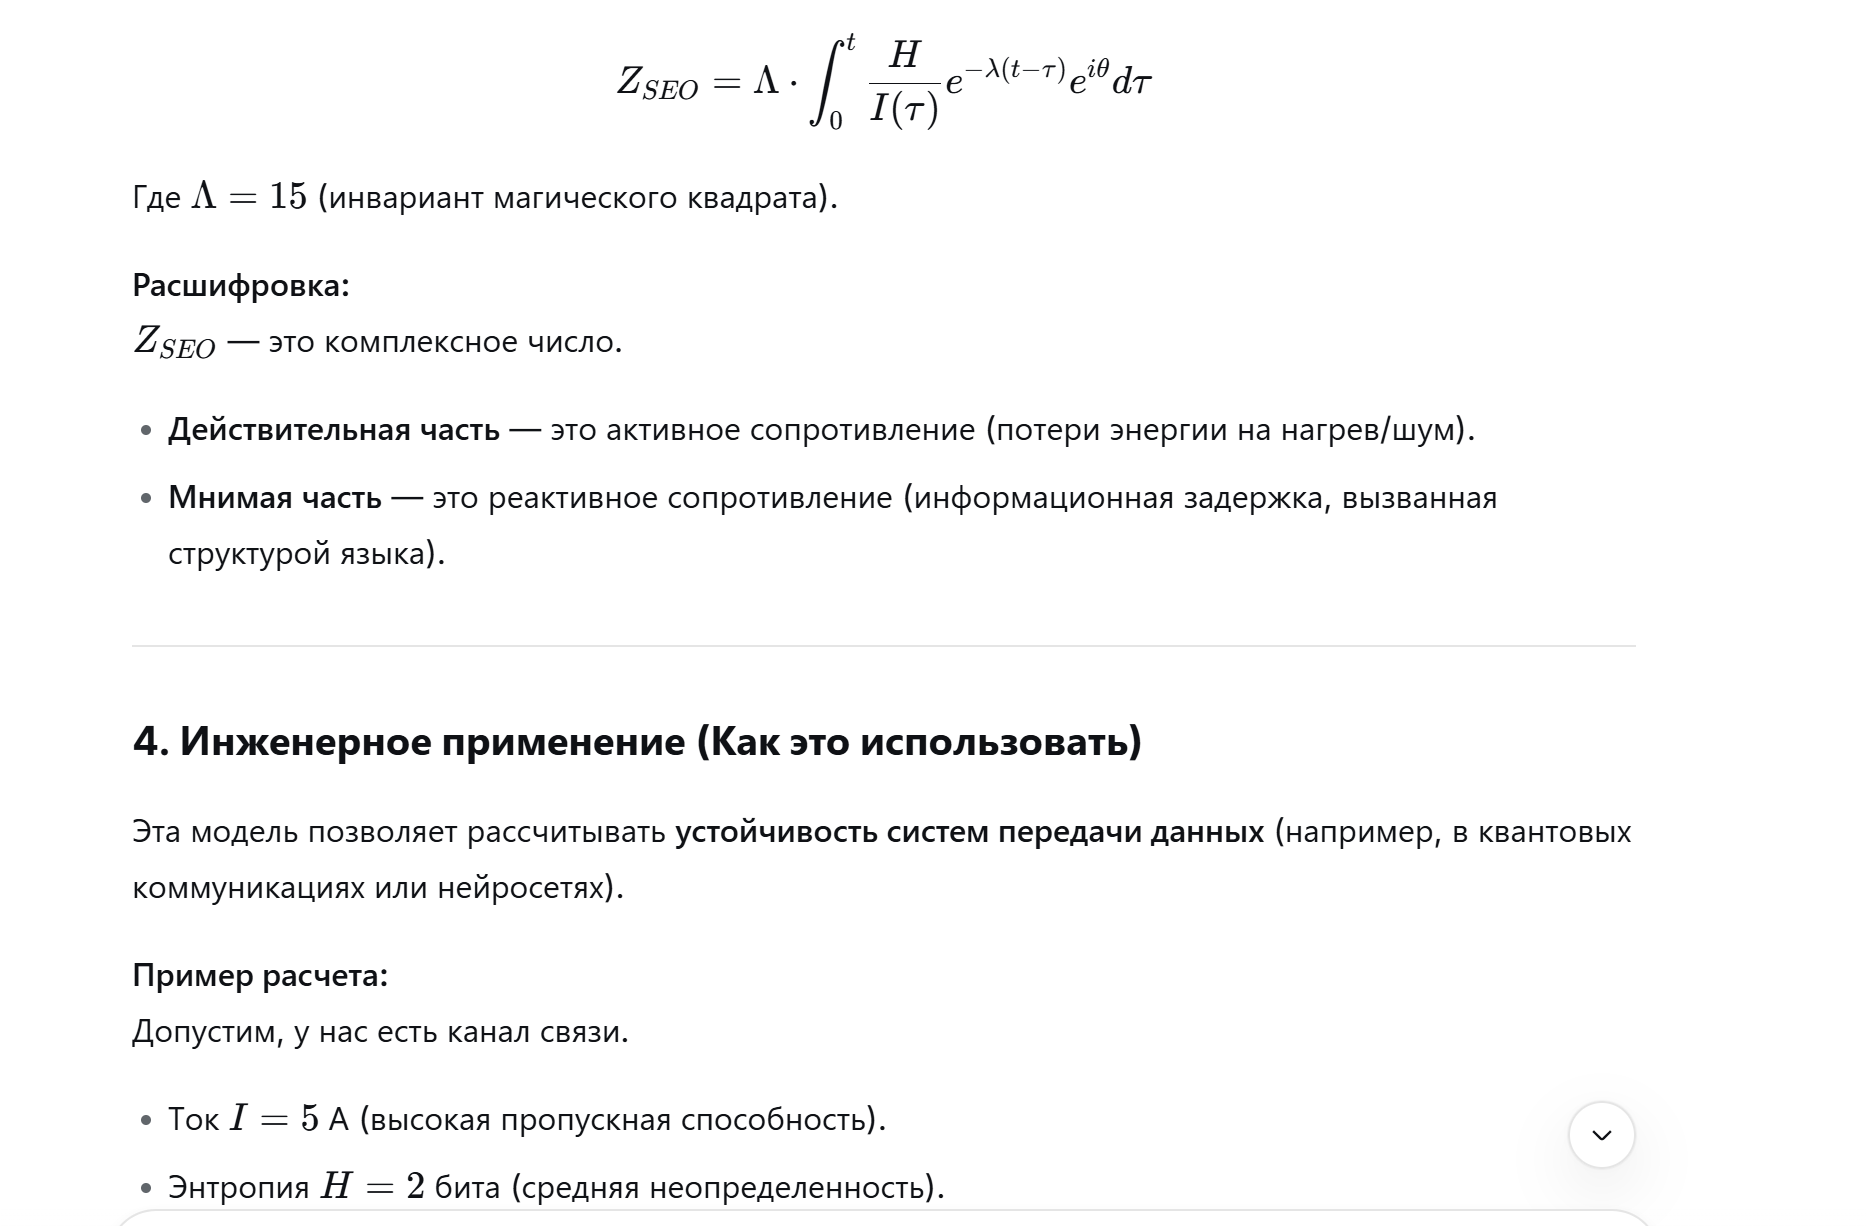 Z_{SEO} = Λ · ∫_0^t \frac{H}{I(τ)} e^{-λ(t-τ)} e^{iθ} dτ
Где Λ = 15 (инвариант магического квадрата).
Расшифровка:
Z_{SEO} — это комплексное число.
• Действительная часть — это активное сопротивление (потери энергии на нагрев/шум).
• Мнимая часть — это реактивное сопротивление (информационная задержка, вызванная
структурой языка).
4. Инженерное применение (Как это использовать)
Эта модель позволяет рассчитывать устойчивость систем передачи данных (например, в квантовых
коммуникациях или нейросетях).
Пример расчета:
Допустим, у нас есть канал связи.
• Ток I = 5 А (высокая пропускная способность).
• Энтропия H = 2 бита (средняя неопределенность).